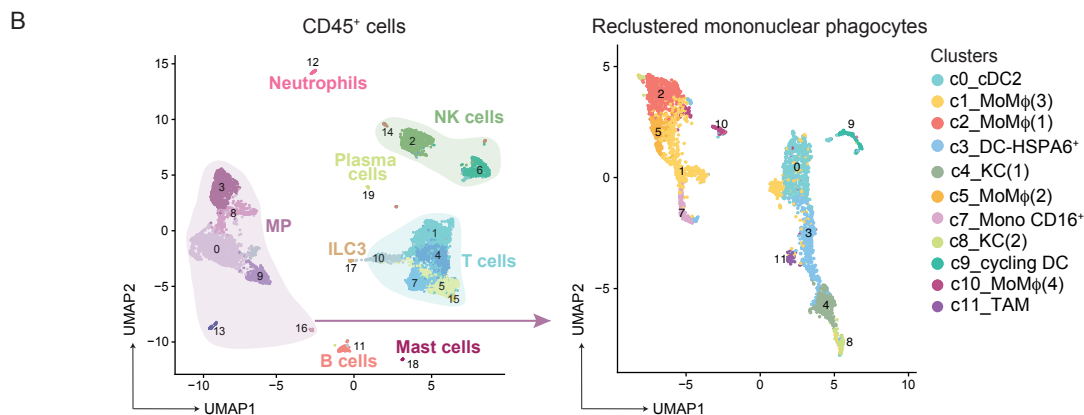 B
CD45⁺ cells
Reclustered mononuclear phagocytes
15
10
5
0
−5
−10
UMAP2
−10
−5
0
5
UMAP1
12
Neutrophils
14
NK cells
2
6
Plasma
cells
19
3
8
MP
0
9
13
16
ILC3
17
10
1
4
T cells
7
5
15
11
B cells
Mast cells
18
5
0
−5
UMAP2
−5
0
5
10
UMAP1
2
5
10
1
7
9
0
3
11
4
8
Clusters
c0_cDC2
c1_MoMϕ(3)
c2_MoMϕ(1)
c3_DC-HSPA6⁺
c4_KC(1)
c5_MoMϕ(2)
c7_Mono CD16⁺
c8_KC(2)
c9_cycling DC
c10_MoMϕ(4)
c11_TAM